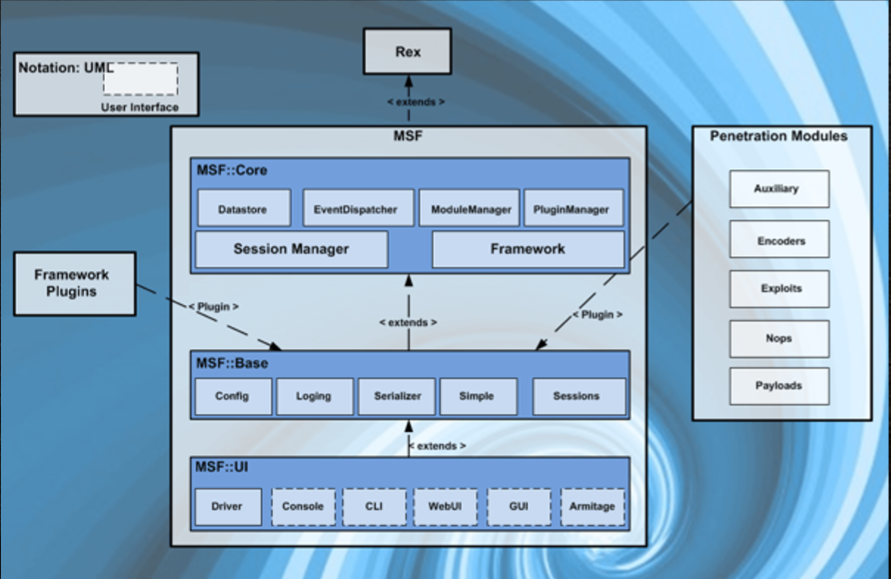 Rex
Notation: UML
User Interface
< extends >
MSF
Penetration Modules
MSF::Core
Datastore
EventDispatcher
ModuleManager
PluginManager
Session Manager
Framework
Auxiliary
Encoders
Exploits
Nops
Payloads
Framework
Plugins
< Plugin >
< extends >
< Plugin >
MSF::Base
Config
Loging
Serializer
Simple
Sessions
< extends >
MSF::UI
Driver
Console
CLI
WebUI
GUI
Armitage